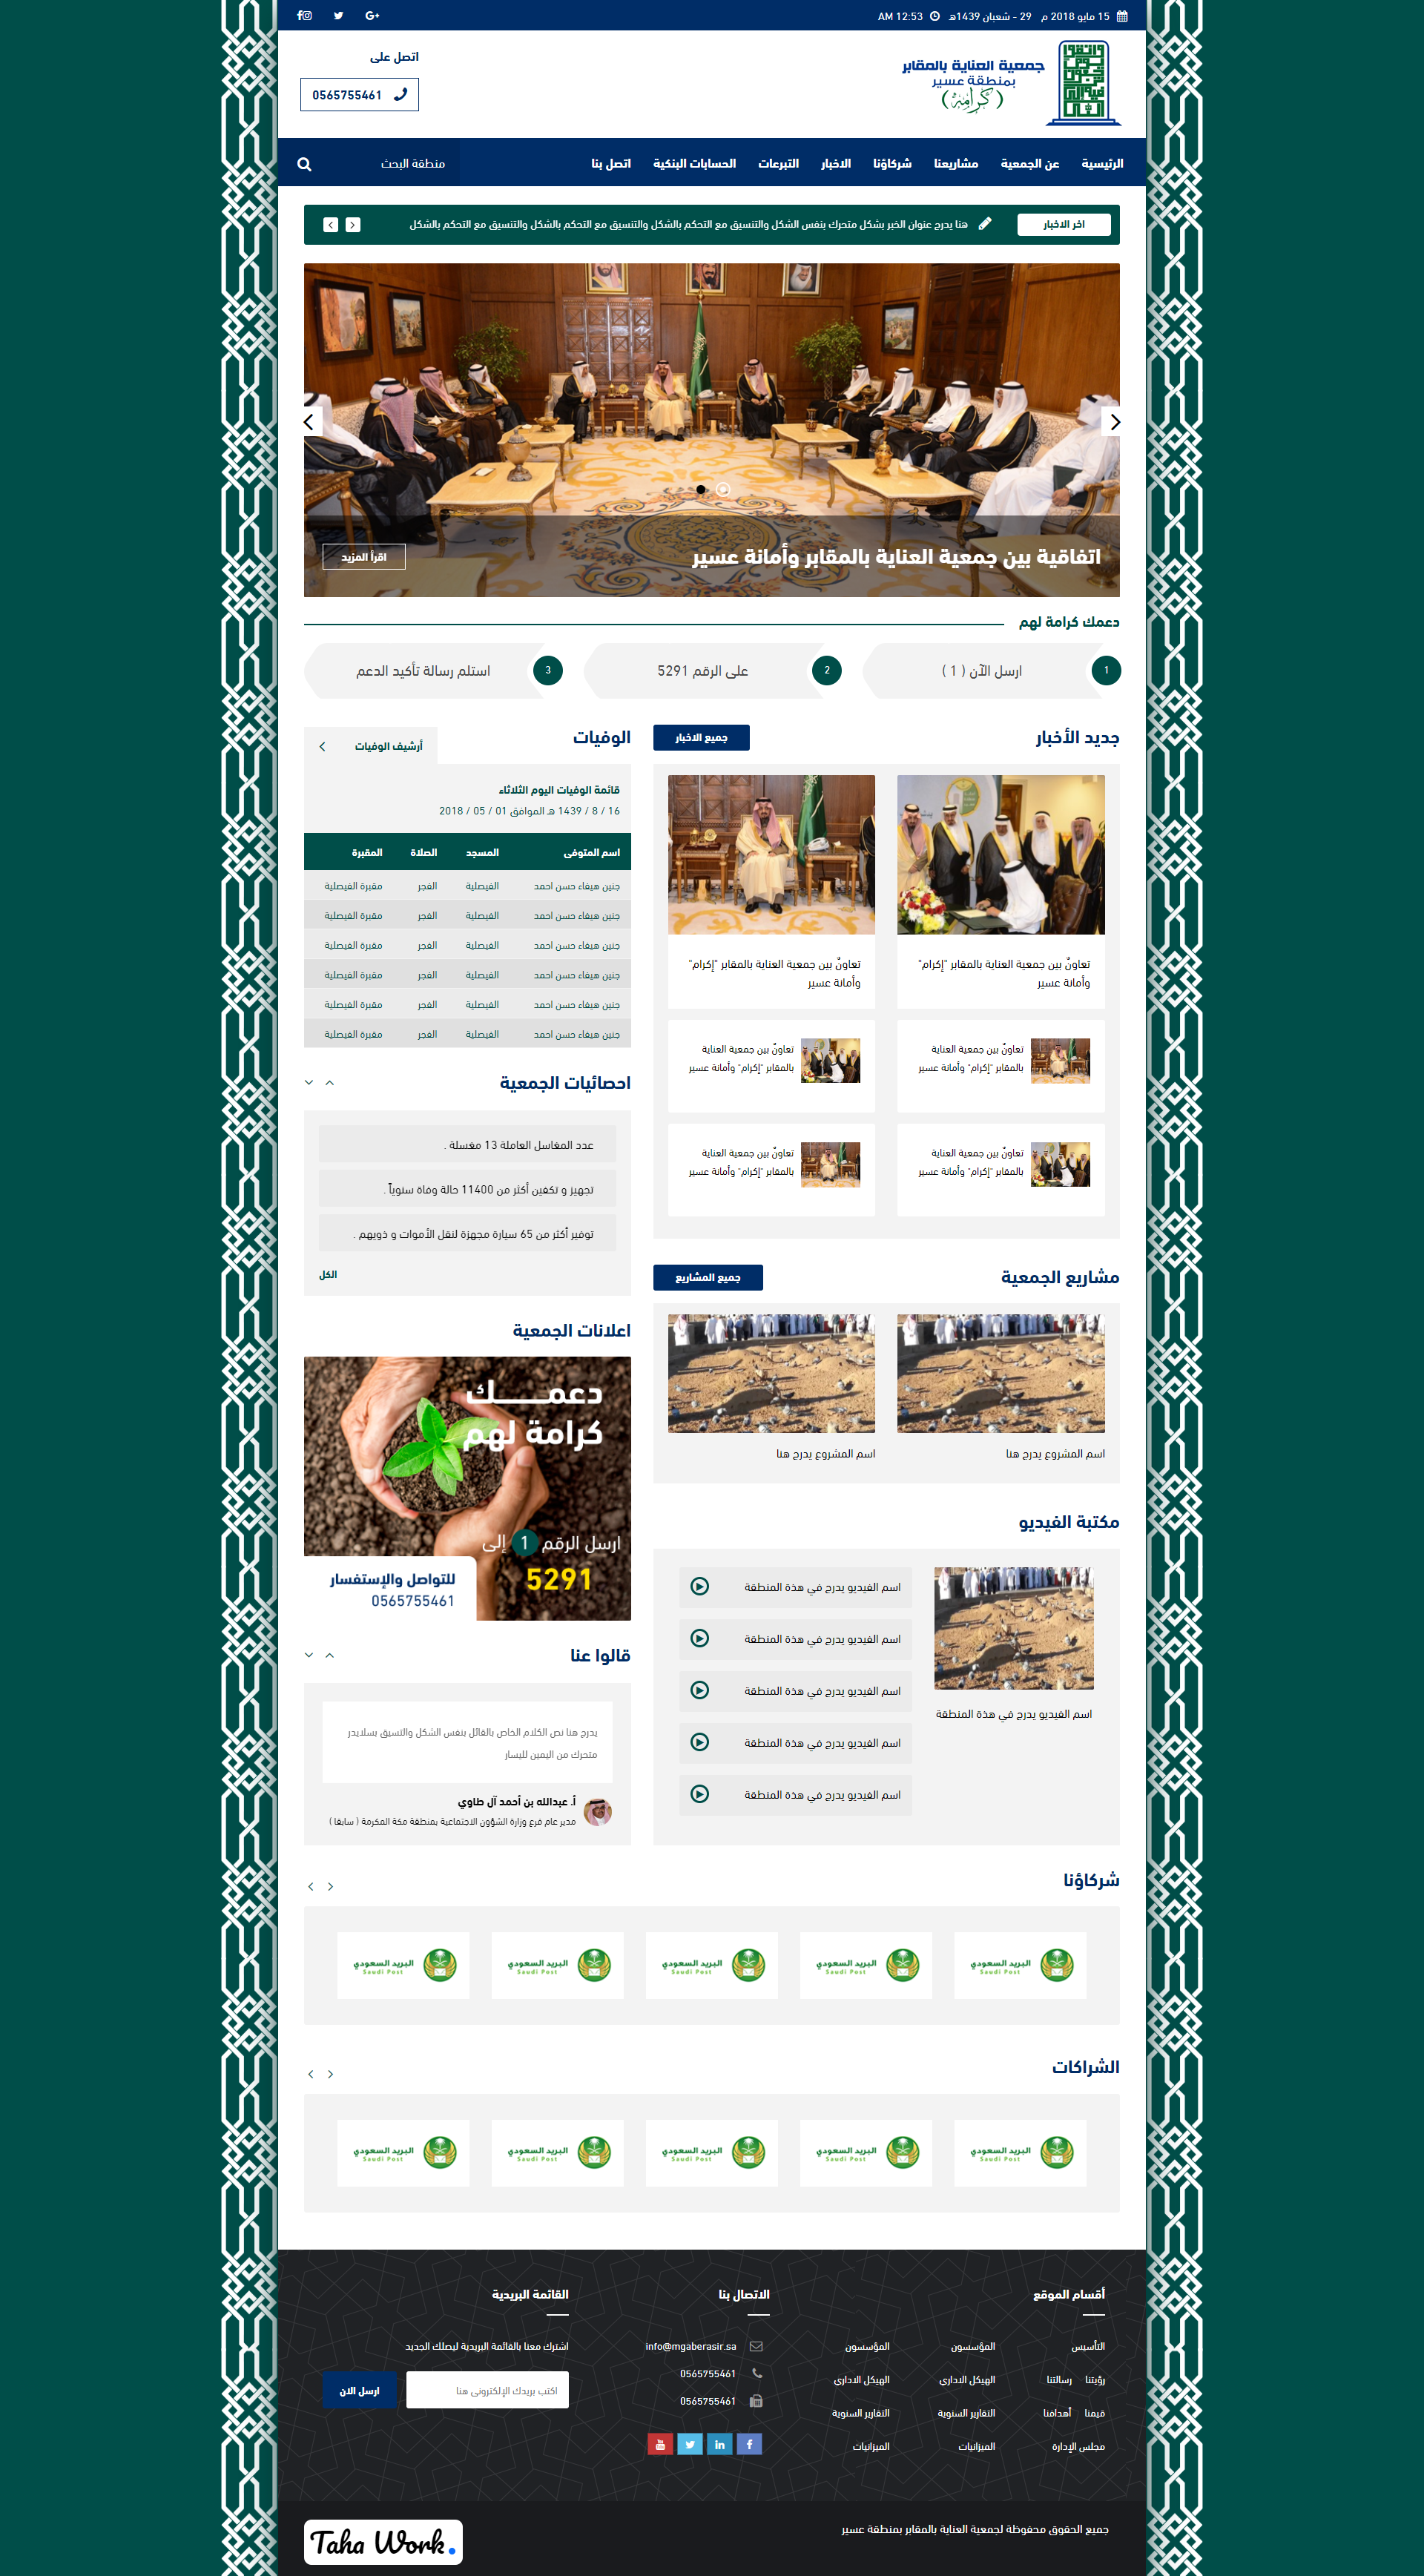 15 مايو 2018 م 29 - شعبان 1439هـ 12:53 AM
جمعية العناية بالمقابر
بمنطقة عسير
(كرامة)
اتصل على
0565755461
الرئيسية
عن الجمعية
مشاريعنا
شركاؤنا
الاخبار
التبرعات
الحسابات البنكية
اتصل بنا
منطقة البحث
اخر الاخبار
هنا يدرج عنوان الخبر بشكل متحرك بنفس الشكل والتنسيق مع التحكم بالشكل والتنسيق مع التحكم بالشكل والتنسيق مع التحكم بالشكل
اتفاقية بين جمعية العناية بالمقابر وأمانة عسير
اقرأ المزيد
دعمك كرامة لهم
1
ارسل الآن ( 1 )
2
على الرقم 5291
3
استلم رسالة تأكيد الدعم
جديد الأخبار
جميع الاخبار
تعاونٌ بين جمعية العناية بالمقابر "إكرام"
وأمانة عسير
تعاونٌ بين جمعية العناية بالمقابر "إكرام"
وأمانة عسير
تعاونٌ بين جمعية العناية
بالمقابر "إكرام" وأمانة عسير
تعاونٌ بين جمعية العناية
بالمقابر "إكرام" وأمانة عسير
تعاونٌ بين جمعية العناية
بالمقابر "إكرام" وأمانة عسير
تعاونٌ بين جمعية العناية
بالمقابر "إكرام" وأمانة عسير
مشاريع الجمعية
جميع المشاريع
اسم المشروع يدرج هنا
اسم المشروع يدرج هنا
مكتبة الفيديو
اسم الفيديو يدرج في هذة المنطقة
اسم الفيديو يدرج في هذة المنطقة
اسم الفيديو يدرج في هذة المنطقة
اسم الفيديو يدرج في هذة المنطقة
اسم الفيديو يدرج في هذة المنطقة
اسم الفيديو يدرج في هذة المنطقة
الوفيات
أرشيف الوفيات
قائمة الوفيات اليوم الثلاثاء
16 / 8 / 1439 هـ الموافق 01 / 05 / 2018
اسم المتوفى المسجد الصلاة المقبرة
جنين هيفاء حسن احمد الفيصلية الفجر مقبرة الفيصلية
جنين هيفاء حسن احمد الفيصلية الفجر مقبرة الفيصلية
جنين هيفاء حسن احمد الفيصلية الفجر مقبرة الفيصلية
جنين هيفاء حسن احمد الفيصلية الفجر مقبرة الفيصلية
جنين هيفاء حسن احمد الفيصلية الفجر مقبرة الفيصلية
جنين هيفاء حسن احمد الفيصلية الفجر مقبرة الفيصلية
احصائيات الجمعية
عدد المغاسل العاملة 13 مغسلة .
تجهيز و تكفين أكثر من 11400 حالة وفاة سنوياً .
توفير أكثر من 65 سيارة مجهزة لنقل الأموات و ذويهم .
الكل
اعلانات الجمعية
دعمــــــك
كرامة لهم
ارسل الرقم 1 إلى
5291
للتواصل والإستفسار
0565755461
قالوا عنا
يدرج هنا نص الكلام الخاص بالقائل بنفس الشكل والتنسيق بسلايدر
متحرك من اليمين لليسار
أ. عبدالله بن أحمد آل طاوي
مدير عام فرع وزارة الشؤون الاجتماعية بمنطقة مكة المكرمة ( سابقا )
شركاؤنا
البريد السعودي
Saudi Post
البريد السعودي
Saudi Post
البريد السعودي
Saudi Post
البريد السعودي
Saudi Post
البريد السعودي
Saudi Post
الشراكات
البريد السعودي
Saudi Post
البريد السعودي
Saudi Post
البريد السعودي
Saudi Post
البريد السعودي
Saudi Post
البريد السعودي
Saudi Post
أقسام الموقع
التأسيس المؤسسون المؤسسون
رؤيتنا رسالتنا الهيكل الاداري الهيكل الاداري
قيمنا أهدافنا التقارير السنوية التقارير السنوية
مجلس الإدارة الميزانيات الميزانيات
الاتصال بنا
info@mgaberasir.sa
0565755461
0565755461
القائمة البريدية
اشترك معنا بالقائمة البريدية ليصلك الجديد
اكتب بريدك الإلكترونى هنا
ارسل الان
جميع الحقوق محفوظة لجمعية العناية بالمقابر بمنطقة عسير
Taha Work.